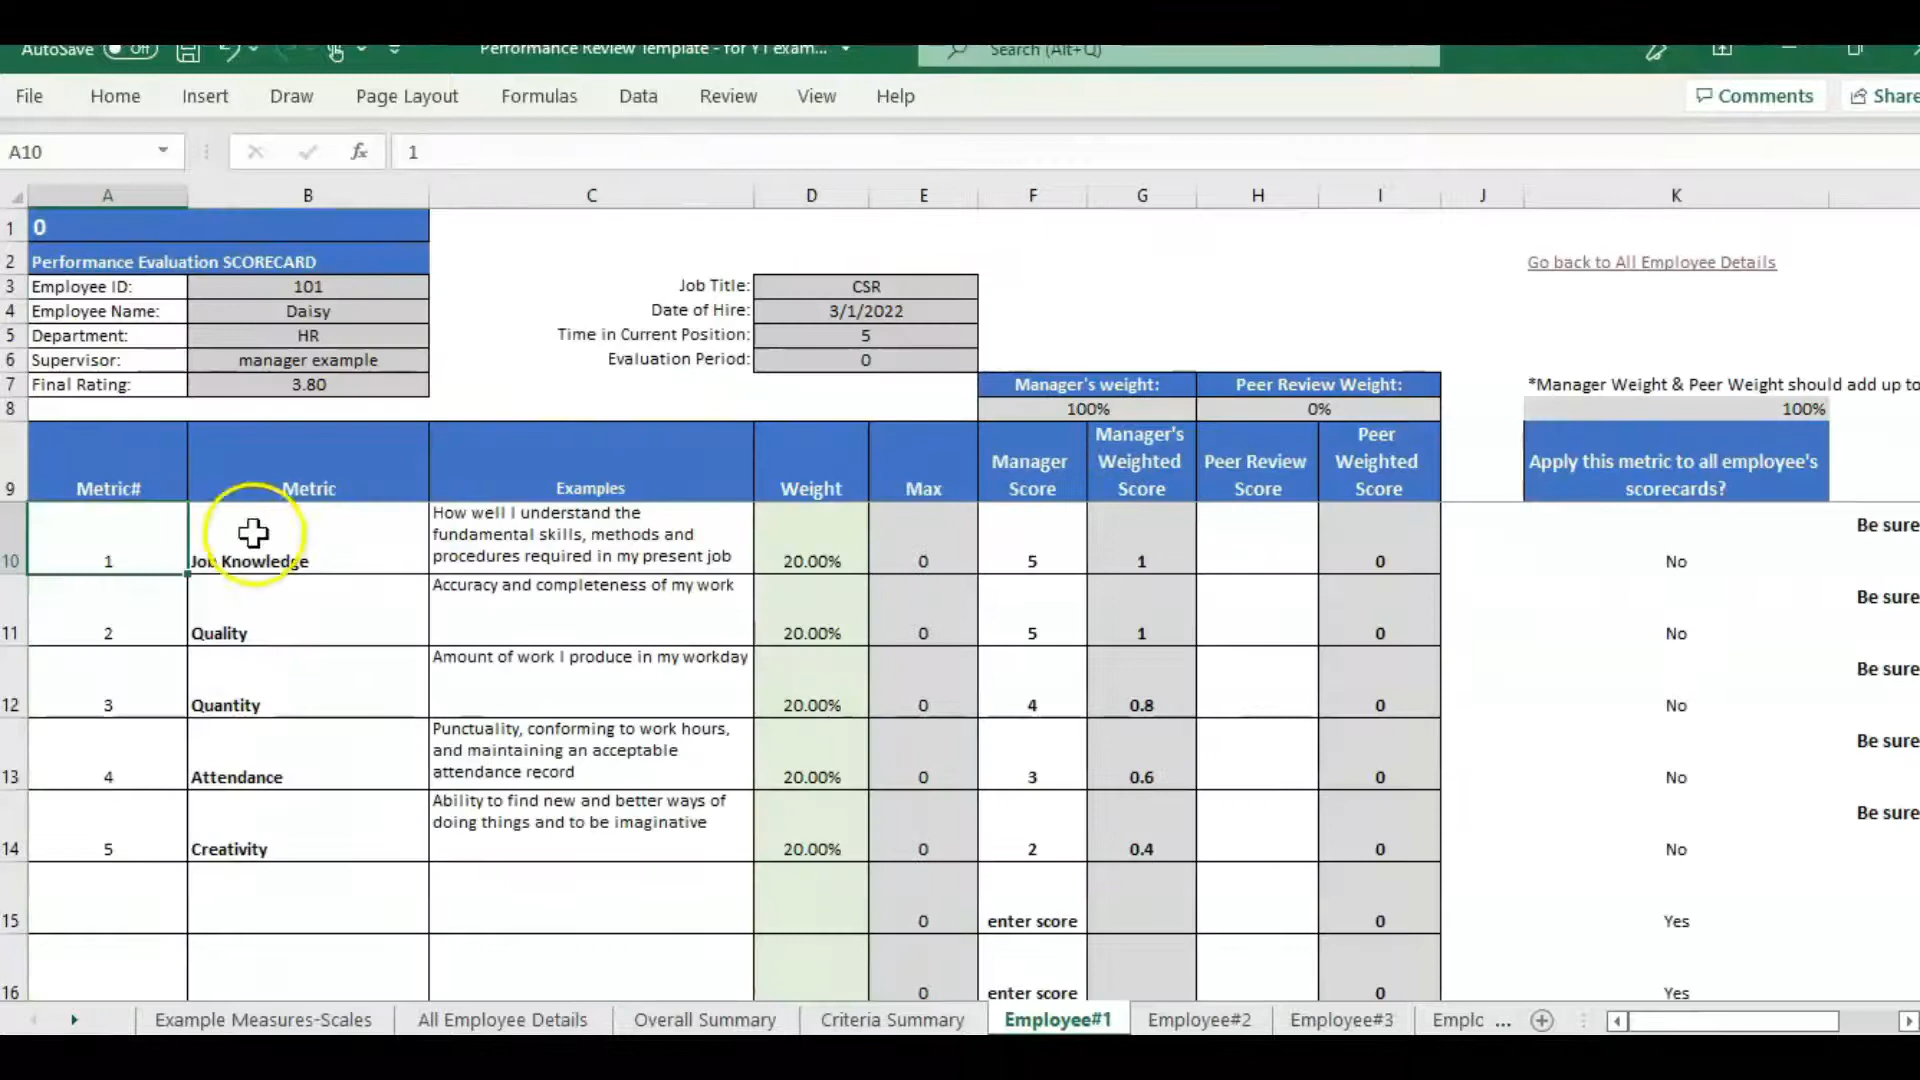 AutoSave Off Performance Review Template - for YT exam... Search (Alt+Q)
File Home Insert Draw Page Layout Formulas Data Review View Help Comments Share
A10 fx 1
A B C D E F G H I J K
1 0
2 Performance Evaluation SCORECARD Go back to All Employee Details
3 Employee ID: 101 Job Title: CSR
4 Employee Name: Daisy Date of Hire: 3/1/2022
5 Department: HR Time in Current Position: 5
6 Supervisor: manager example Evaluation Period: 0
7 Final Rating: 3.80 Manager's weight: Peer Review Weight: *Manager Weight & Peer Weight should add up to
8 100% 0% 100%
Manager's Peer
Manager Weighted Peer Review Weighted Apply this metric to all employee's
9 Metric# Metric Examples Weight Max Score Score Score Score scorecards?
How well I understand the
fundamental skills, methods and Be sure
procedures required in my present job
10 1 Job Knowledge 20.00% 0 5 1 0 No
Accuracy and completeness of my work Be sure
11 2 Quality 20.00% 0 5 1 0 No
Amount of work I produce in my workday Be sure
12 3 Quantity 20.00% 0 4 0.8 0 No
Punctuality, conforming to work hours, Be sure
and maintaining an acceptable
attendance record
13 4 Attendance 20.00% 0 3 0.6 0 No
Ability to find new and better ways of Be sure
doing things and to be imaginative
14 5 Creativity 20.00% 0 2 0.4 0 No
15 0 enter score 0 Yes
16 0 enter score 0 Yes
Example Measures-Scales All Employee Details Overall Summary Criteria Summary Employee#1 Employee#2 Employee#3 Emplc ...